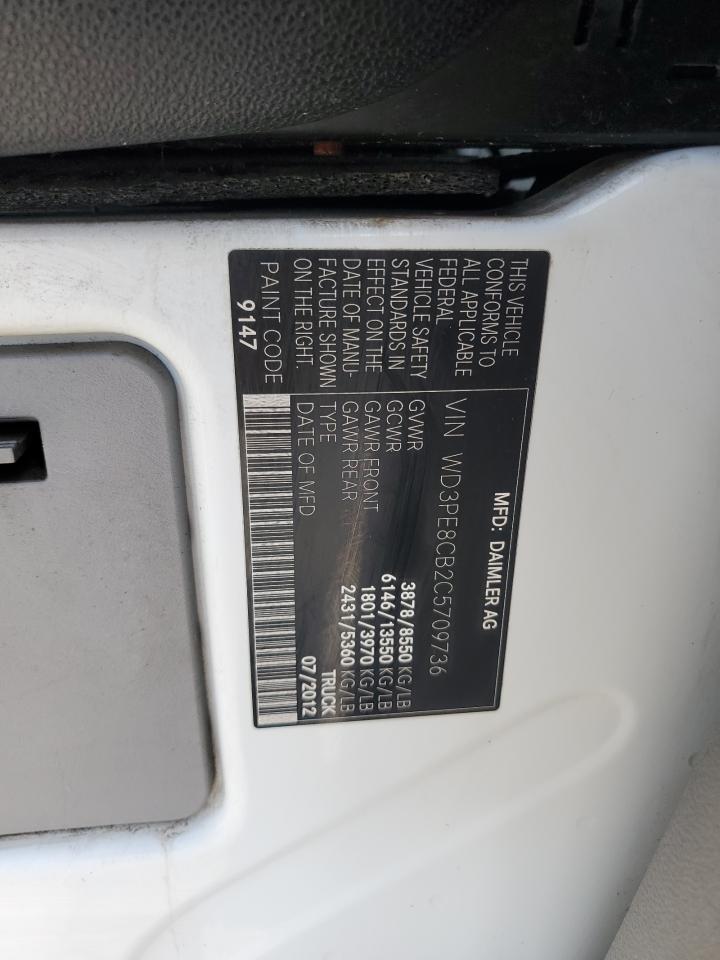 THIS VEHICLE
CONFORMS TO
ALL APPLICABLE
FEDERAL
VEHICLE SAFETY
STANDARDS IN
EFFECT ON THE
DATE OF MANU-
FACTURE SHOWN
ON THE RIGHT.
PAINT CODE
9147
MFD: DAIMLER AG
VIN WD3PE8CB2C5709736
GVWR 3878/8550 KG/LB
GCWR 6146/13550 KG/LB
GAWR FRONT 1801/3970 KG/LB
GAWR REAR 2431/5360 KG/LB
TYPE TRUCK
DATE OF MFD 07/2012